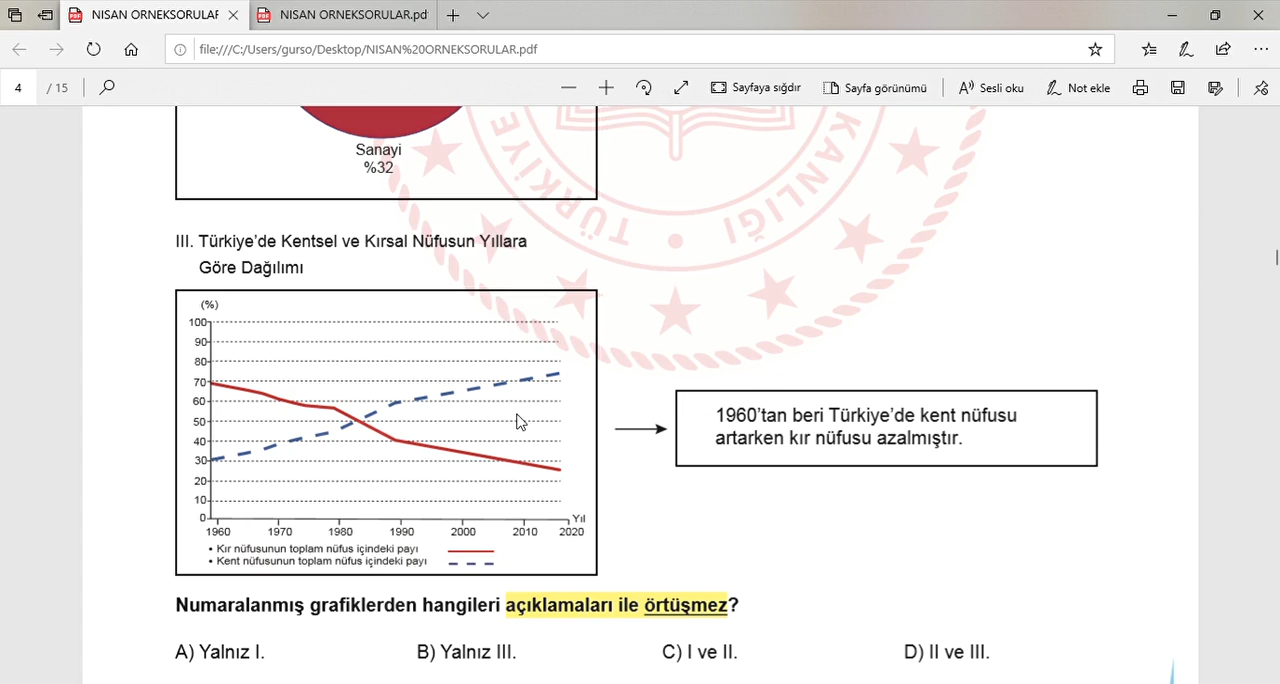 NISAN ORNEKSORULAR
NISAN ORNEKSORULAR.pd
file:///C:/Users/gurso/Desktop/NISAN%20ORNEKSORULAR.pdf
4 / 15
Sayfaya sığdır
Sayfa görünümü
Sesli oku
Not ekle
Sanayi
%32
TÜRKİYE
KANLIĞI
III. Türkiye'de Kentsel ve Kırsal Nüfusun Yıllara
Göre Dağılımı
(%)
100
90
80
70
60
50
40
30
20
10
0
Yıl
1960 1970 1980 1990 2000 2010 2020
• Kır nüfusunun toplam nüfus içindeki payı
• Kent nüfusunun toplam nüfus içindeki payı
1960'tan beri Türkiye'de kent nüfusu
artarken kır nüfusu azalmıştır.
Numaralanmış grafiklerden hangileri açıklamaları ile örtüşmez?
A) Yalnız I. B) Yalnız III. C) I ve II. D) II ve III.